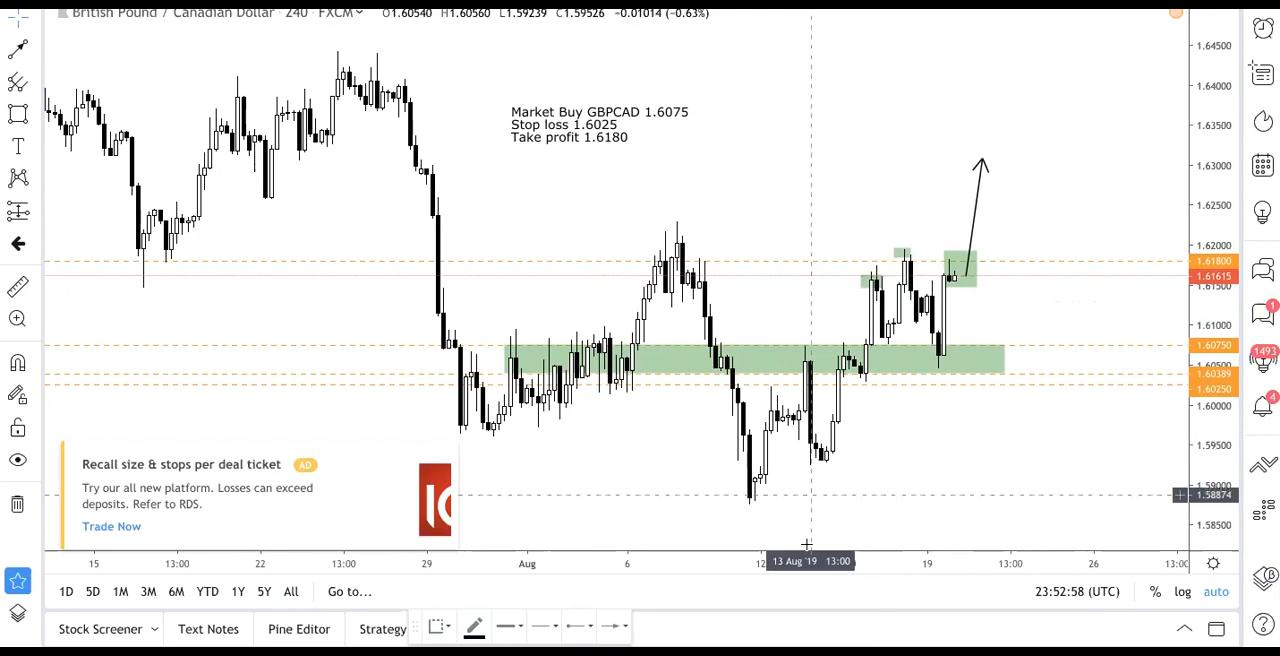 British Pound / Canadian Dollar · 240 · FXCM O1.60540 H1.60560 L1.59239 C1.59526 -0.01014 (-0.63%)
1.64500
1.64000
Market Buy GBPCAD 1.6075
Stop loss 1.6025
Take profit 1.6180
1.63500
1.63000
1.62500
1.62000
1.61800
1.61615
1.61500
1.61000
1.60750
1.60500
1.60389
1.60250
1.60000
1.59500
1.59000
1.58874
1.58500
1
1493
4
Recall size & stops per deal ticket AD
Try our all new platform. Losses can exceed
deposits. Refer to RDS.
Trade Now
15 13:00 22 13:00 29 Aug 6 12 13 Aug '19 13:00 19 13:00 26 13:00
1D 5D 1M 3M 6M YTD 1Y 5Y All Go to... 23:52:58 (UTC) % log auto
Stock Screener Text Notes Pine Editor Strategy